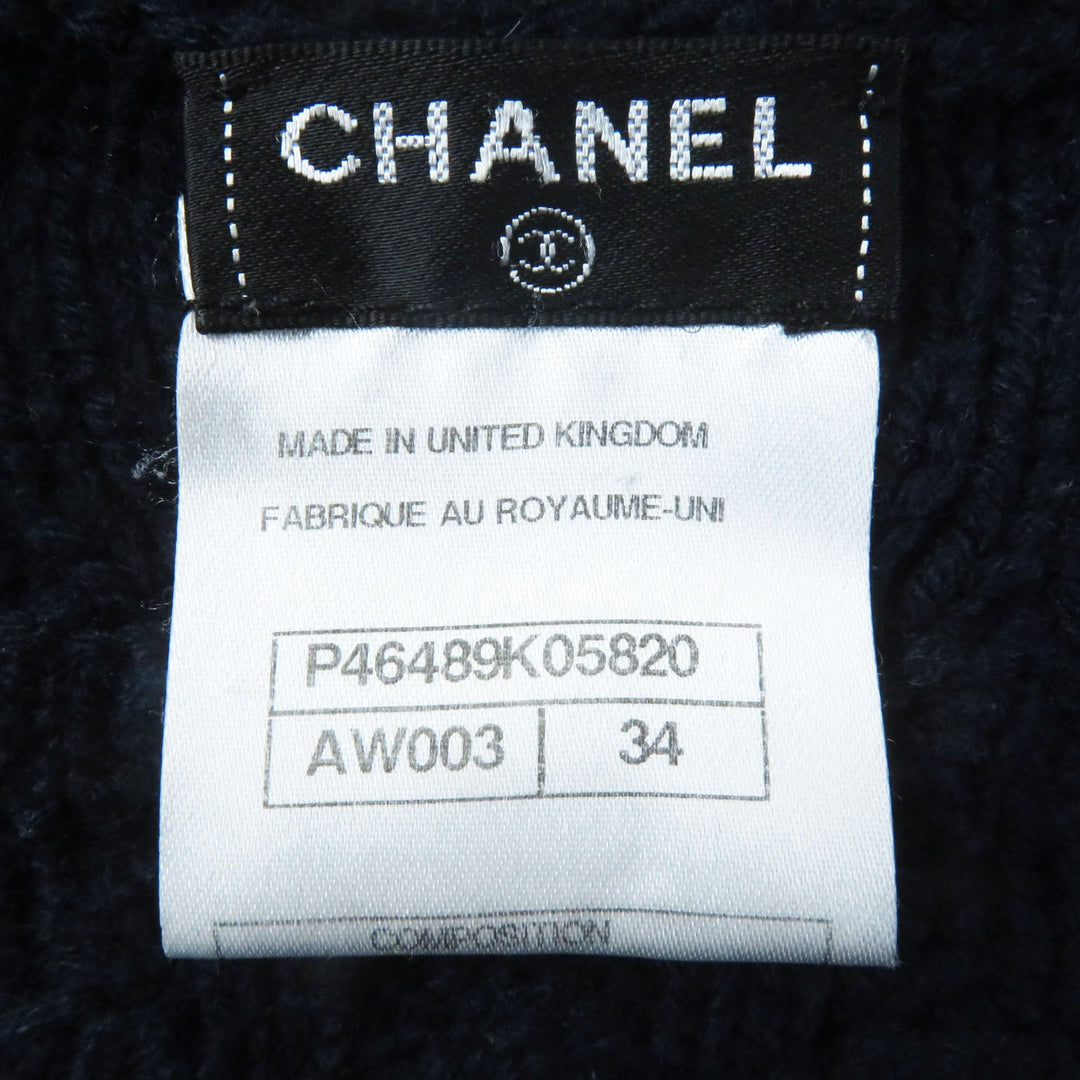 CHANEL
MADE IN UNITED KINGDOM
FABRIQUE AU ROYAUME-UNI
P46489K05820
AW003 34
COMPOSITION